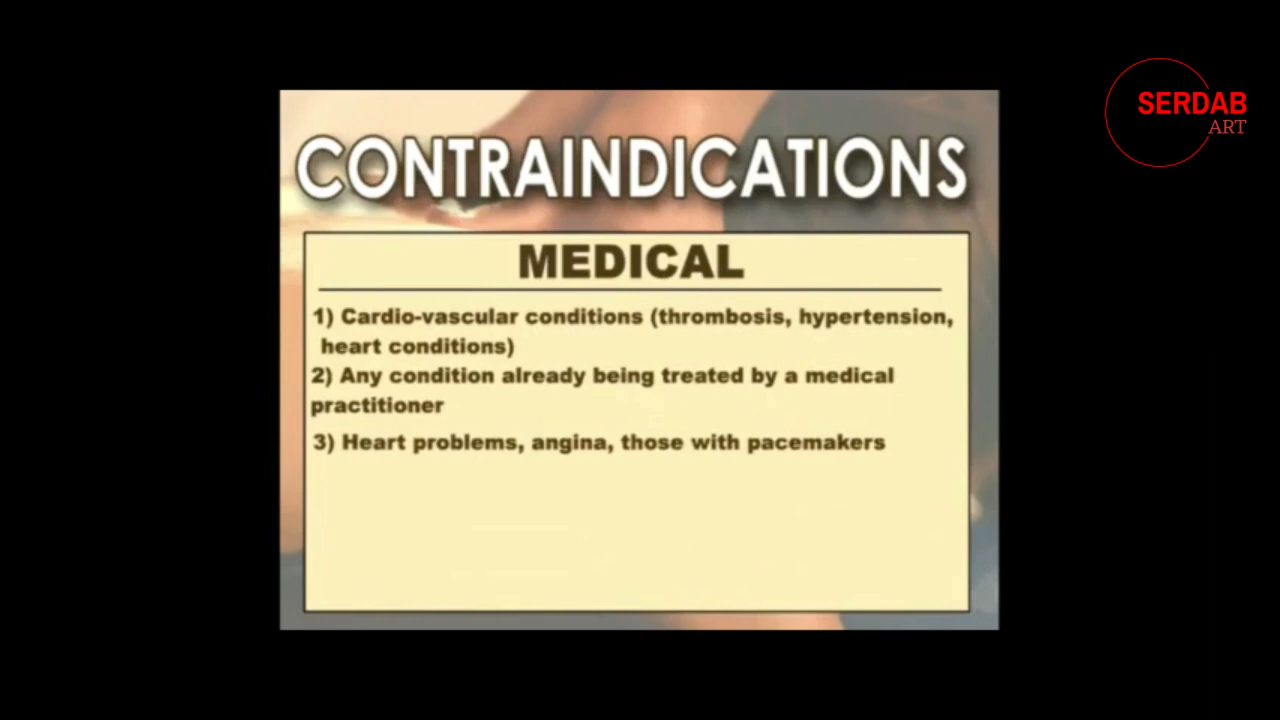 SERDAB
ART
CONTRAINDICATIONS
MEDICAL
1) Cardio-vascular conditions (thrombosis, hypertension,
heart conditions)
2) Any condition already being treated by a medical
practitioner
3) Heart problems, angina, those with pacemakers